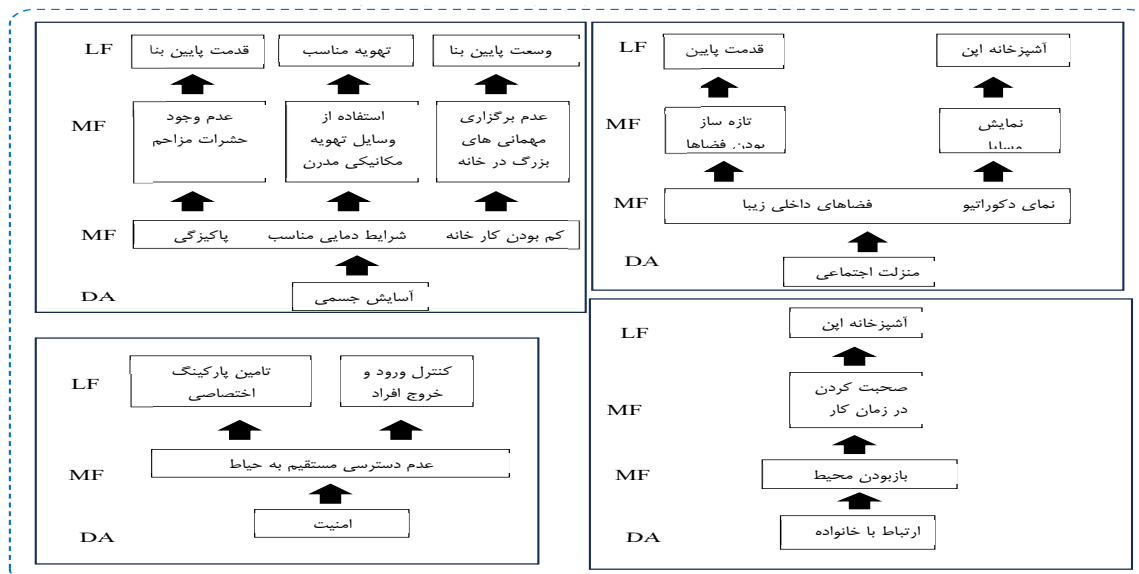 LF
قدمت پایین بنا
تهویه مناسب
وسعت پایین بنا
MF
عدم وجود
حشرات مزاحم
استفاده از
وسایل تهویه
مکانیکی مدرن
عدم برگزاری
مهمانی های
بزرگ در خانه
MF
پاکیزگی
شرایط دمایی مناسب
کم بودن کار خانه
DA
آسایش جسمی
LF
قدمت پایین
آشپزخانه اپن
MF
تازه ساز
بودن فضاها
نمایش
وسایل
MF
فضاهای داخلی زیبا
نمای دکوراتیو
DA
منزلت اجتماعی
LF
تامین پارکینگ
اختصاصی
کنترل ورود و
خروج افراد
MF
عدم دسترسی مستقیم به حیاط
DA
امنیت
LF
آشپزخانه اپن
MF
صحبت کردن
در زمان کار
MF
بازبودن محیط
DA
ارتباط با خانواده